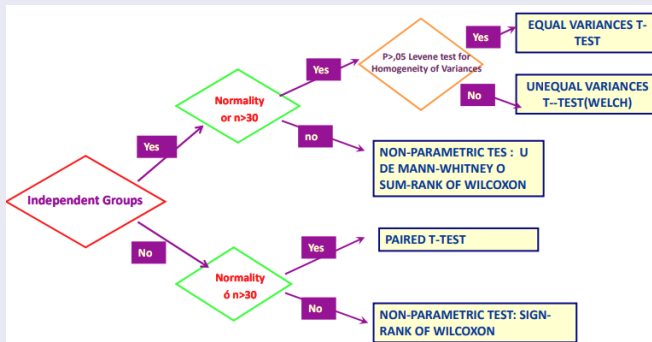 Independent Groups
Yes
No
Normality
or n>30
Yes
no
P>,05 Levene test for
Homogeneity of Variances
Yes
No
EQUAL VARIANCES T-
TEST
UNEQUAL VARIANCES
T--TEST(WELCH)
NON-PARAMETRIC TES : U
DE MANN-WHITNEY O
SUM-RANK OF WILCOXON
Normality
ó n>30
Yes
No
PAIRED T-TEST
NON-PARAMETRIC TEST: SIGN-
RANK OF WILCOXON